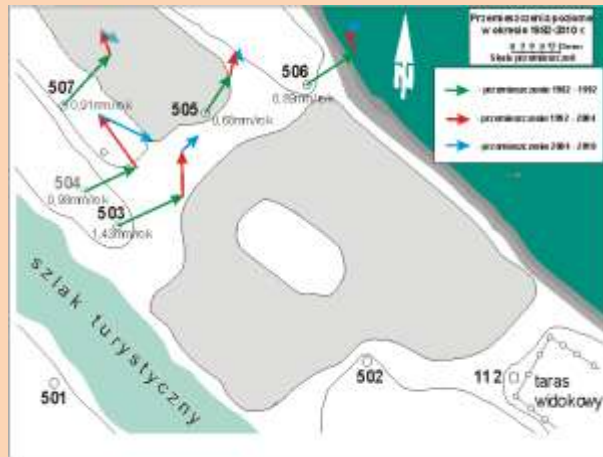 Przemieszczenia poziome
w okresie 1982-2010 r.
Skala przemieszczeń
- przemieszczenie 1982 - 1992
- przemieszczenie 1992 - 2004
- przemieszczenie 2004 - 2010
N
507
0,91mm/rok
505
0,60mm/rok
506
0,89mm/rok
504
0,98mm/rok
503
1,43mm/rok
szlak turystyczny
501
502
112
taras
widokowy